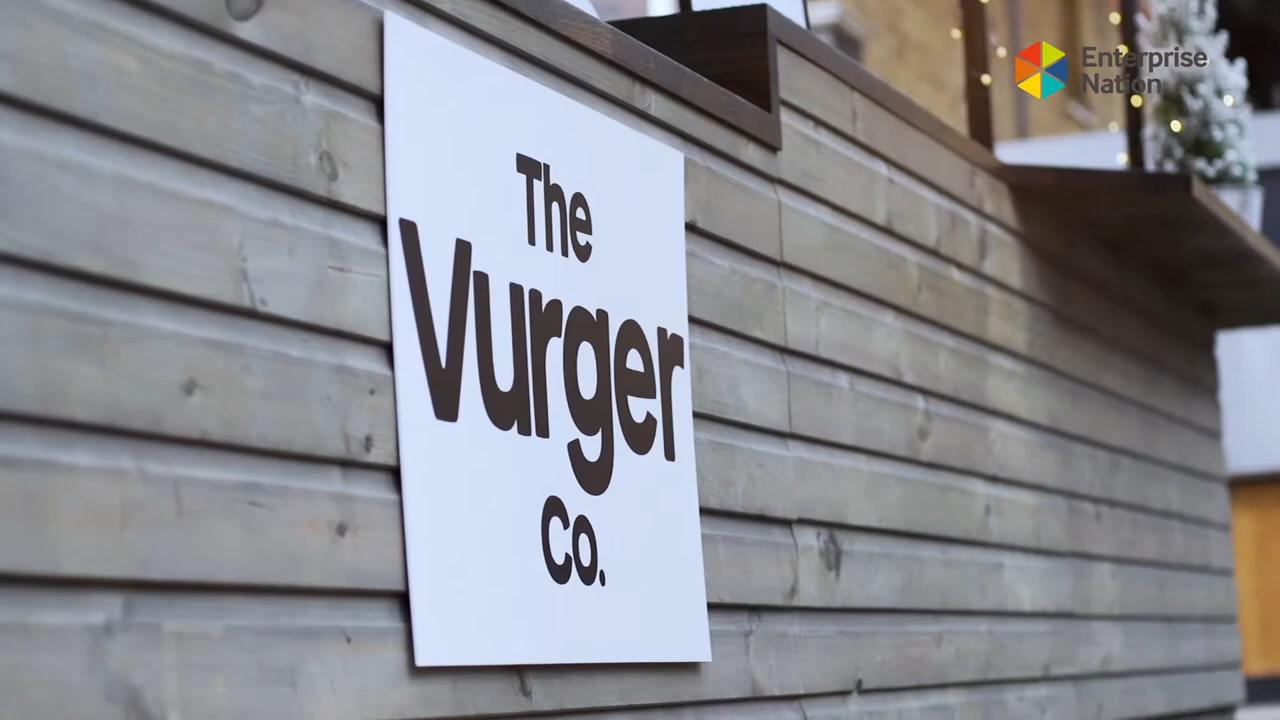 The
Vurger
Co.
Enterprise
Nation